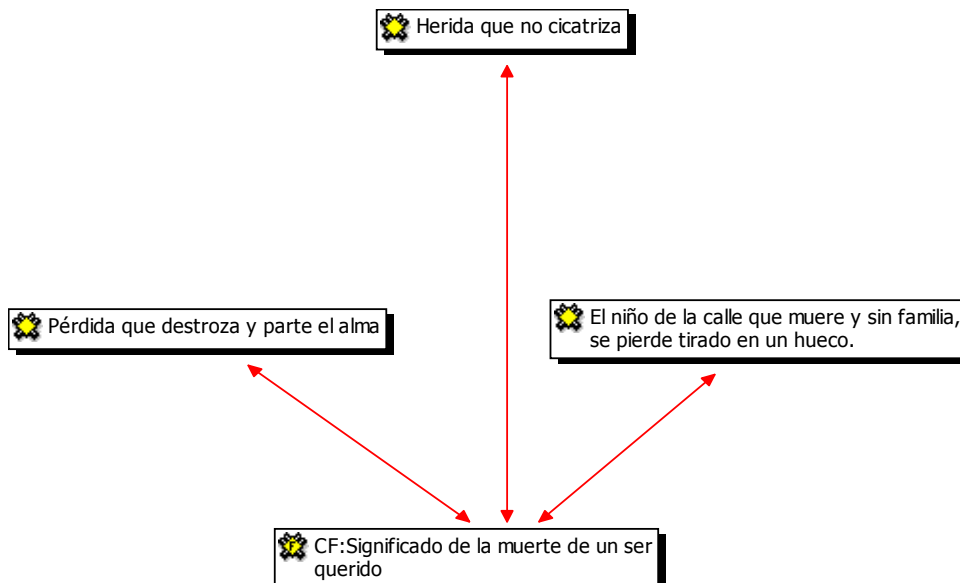 Herida que no cicatriza
Pérdida que destroza y parte el alma
El niño de la calle que muere y sin familia,
se pierde tirado en un hueco.
F
CF:Significado de la muerte de un ser
querido